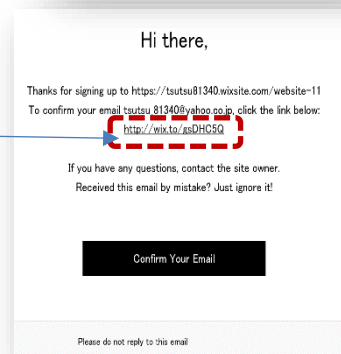 Hi there,
Thanks for signing up to https://tsutsu81340.wixsite.com/website-11
To confirm your email tsutsu 81340@yahoo.co.jp, click the link below:
http://wix.to/gsDHC5Q
If you have any questions, contact the site owner.
Received this email by mistake? Just ignore it!
Confirm Your Email
Please do not reply to this email